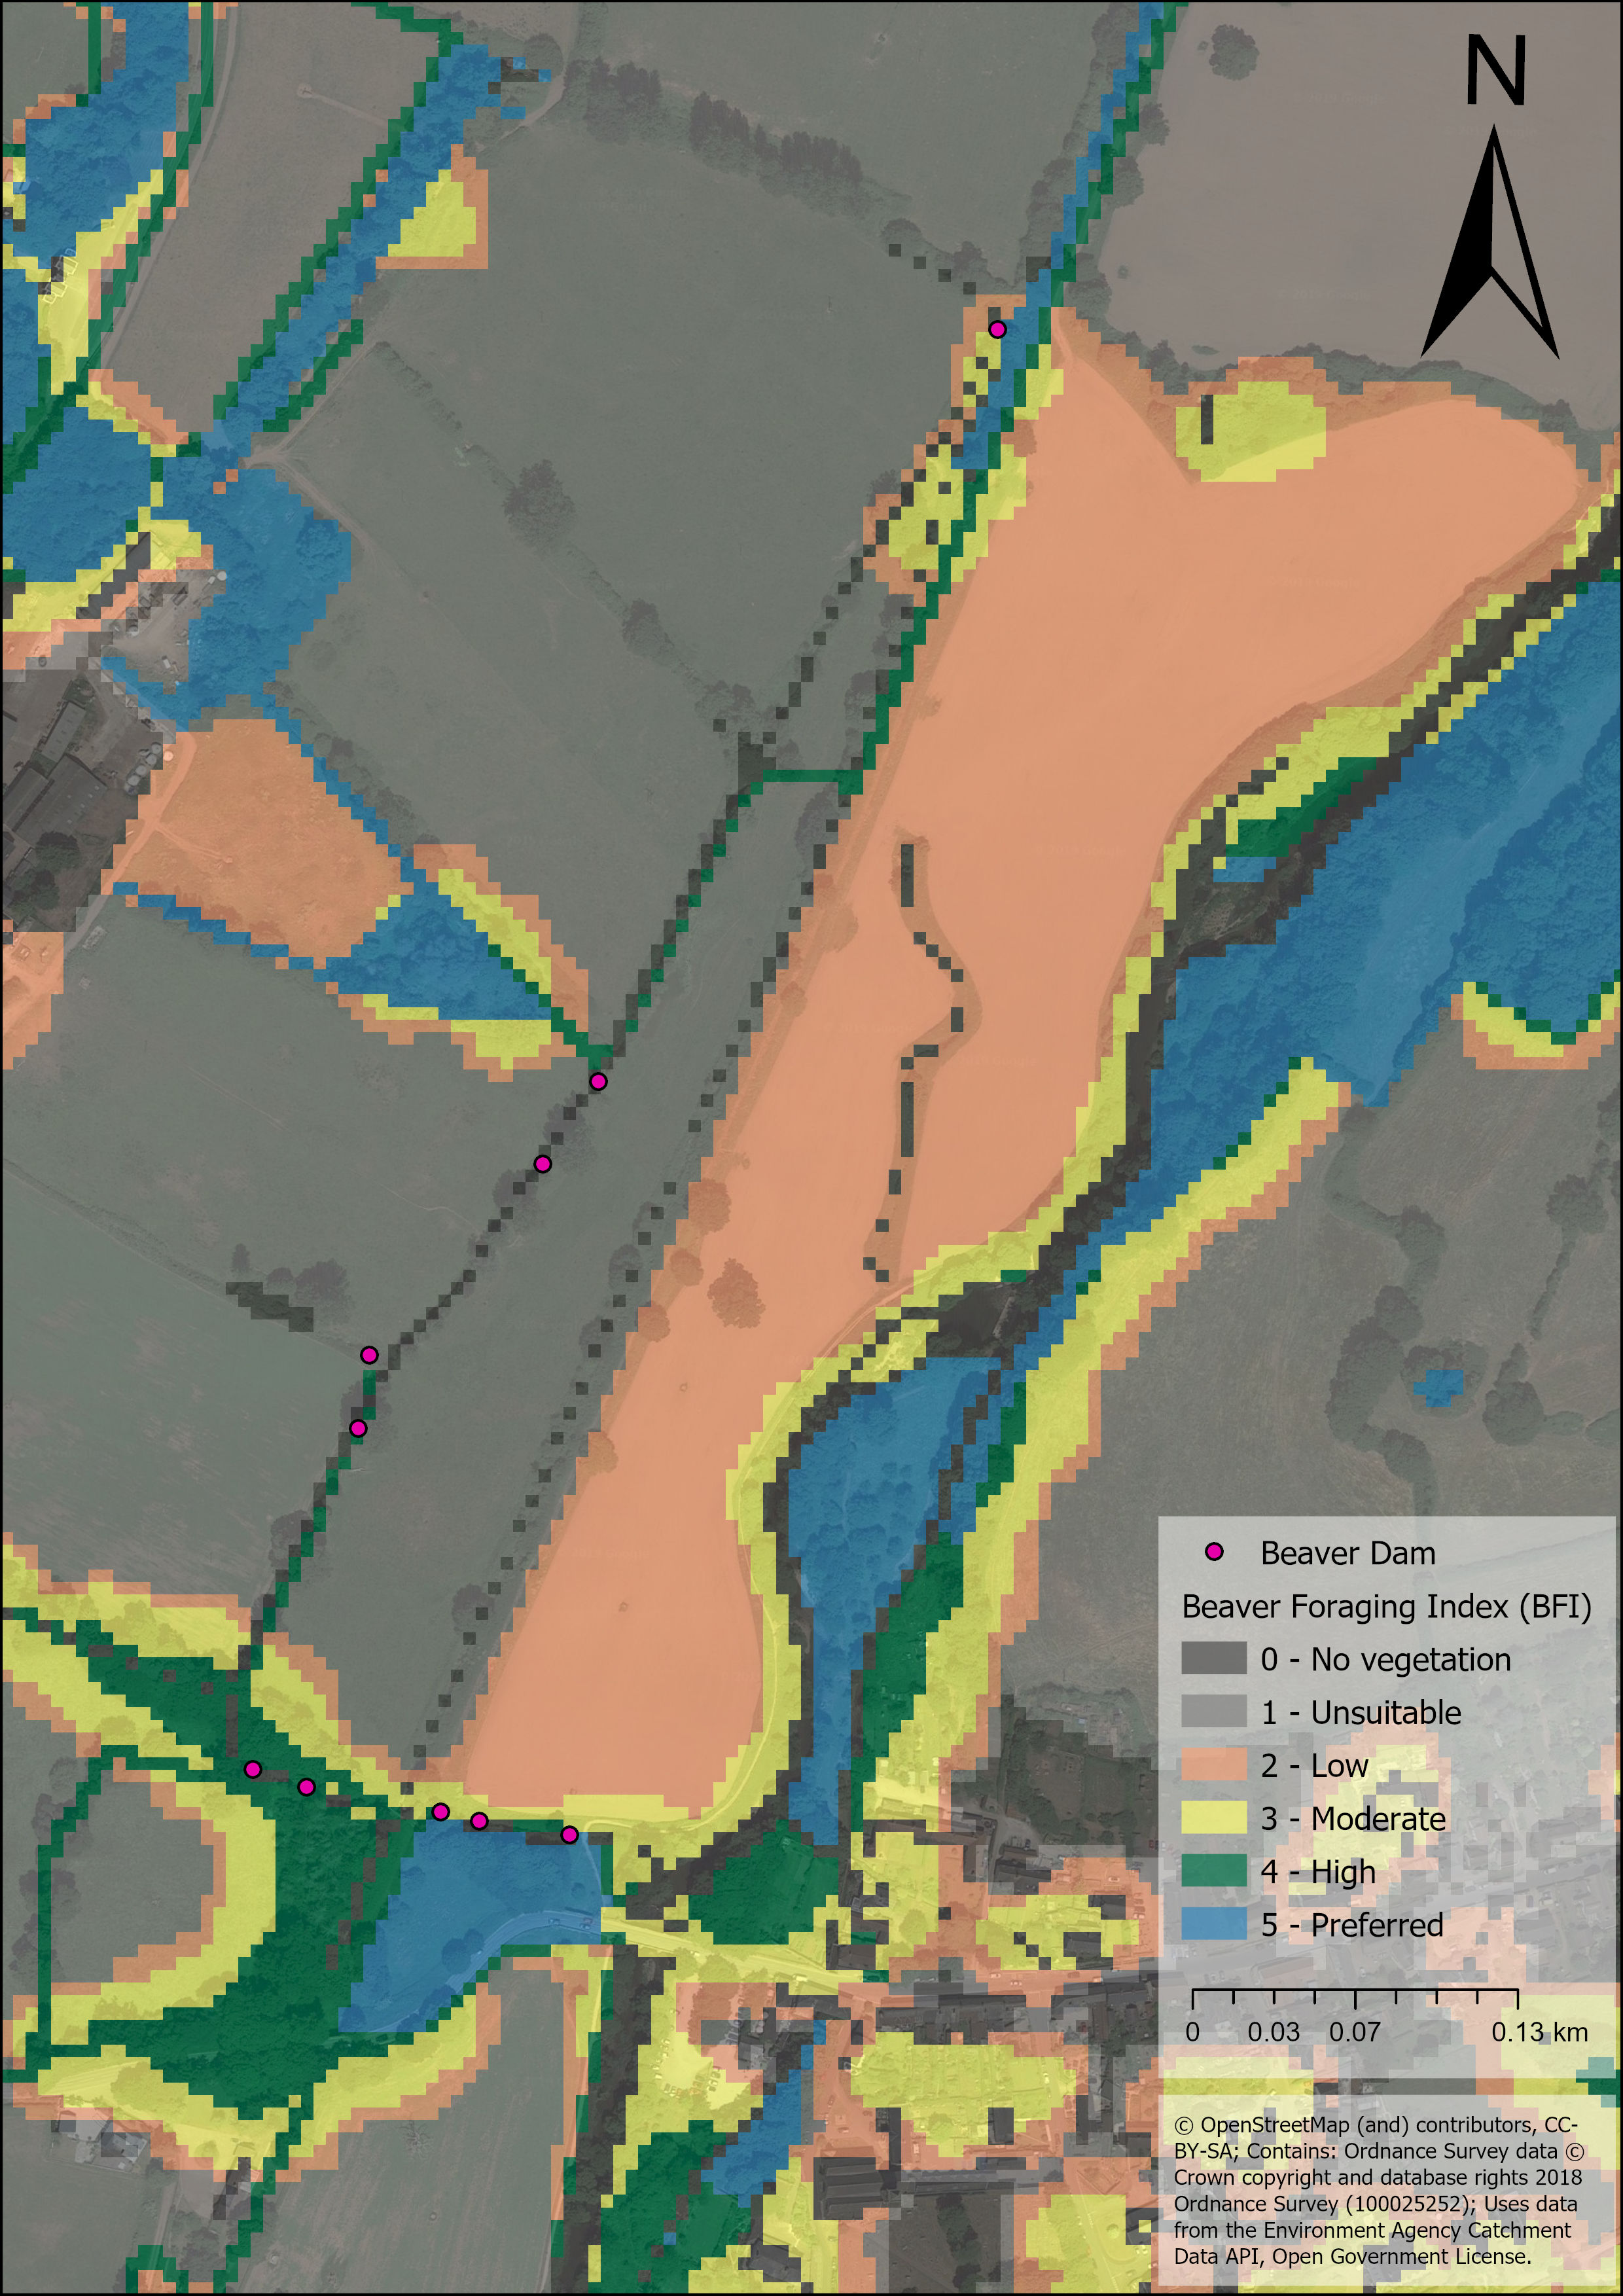 N
Beaver Dam
Beaver Foraging Index (BFI)
0 - No vegetation
1 - Unsuitable
2 - Low
3 - Moderate
4 - High
5 - Preferred
0 0.03 0.07 0.13 km
© OpenStreetMap (and) contributors, CC-
BY-SA; Contains: Ordnance Survey data ©
Crown copyright and database rights 2018
Ordnance Survey (100025252); Uses data
from the Environment Agency Catchment
Data API, Open Government License.